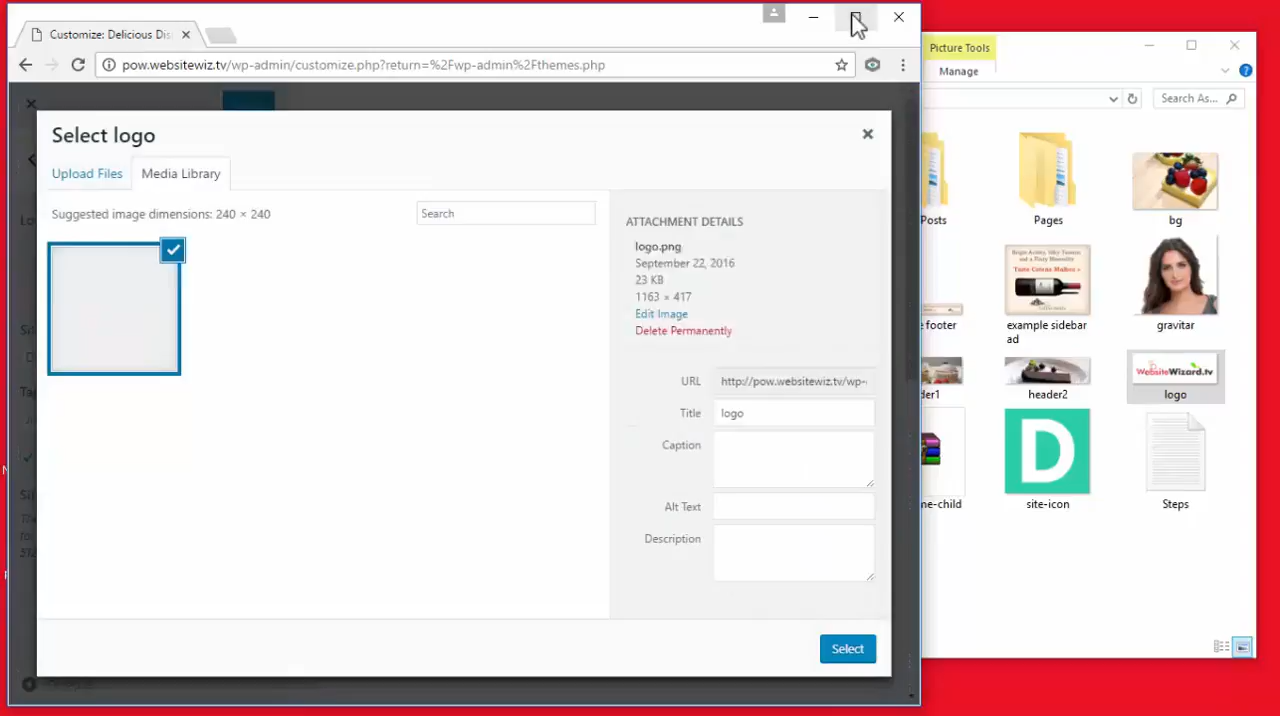 Customize: Delicious Dis
pow.websitewiz.tv/wp-admin/customize.php?return=%2Fwp-admin%2Fthemes.php
Select logo
Upload Files
Media Library
Suggested image dimensions: 240 × 240
Search
ATTACHMENT DETAILS
logo.png
September 22, 2016
23 KB
1163 × 417
Edit Image
Delete Permanently
URL
http://pow.websitewiz.tv/wp-
Title
logo
Caption
Alt Text
Description
Select
Picture Tools
Manage
Search As...
Posts
Pages
bg
footer
example sidebar
ad
gravitar
Taste Corona Malbec »
WebsiteWizard.tv
header2
logo
D
me-child
site-icon
Steps